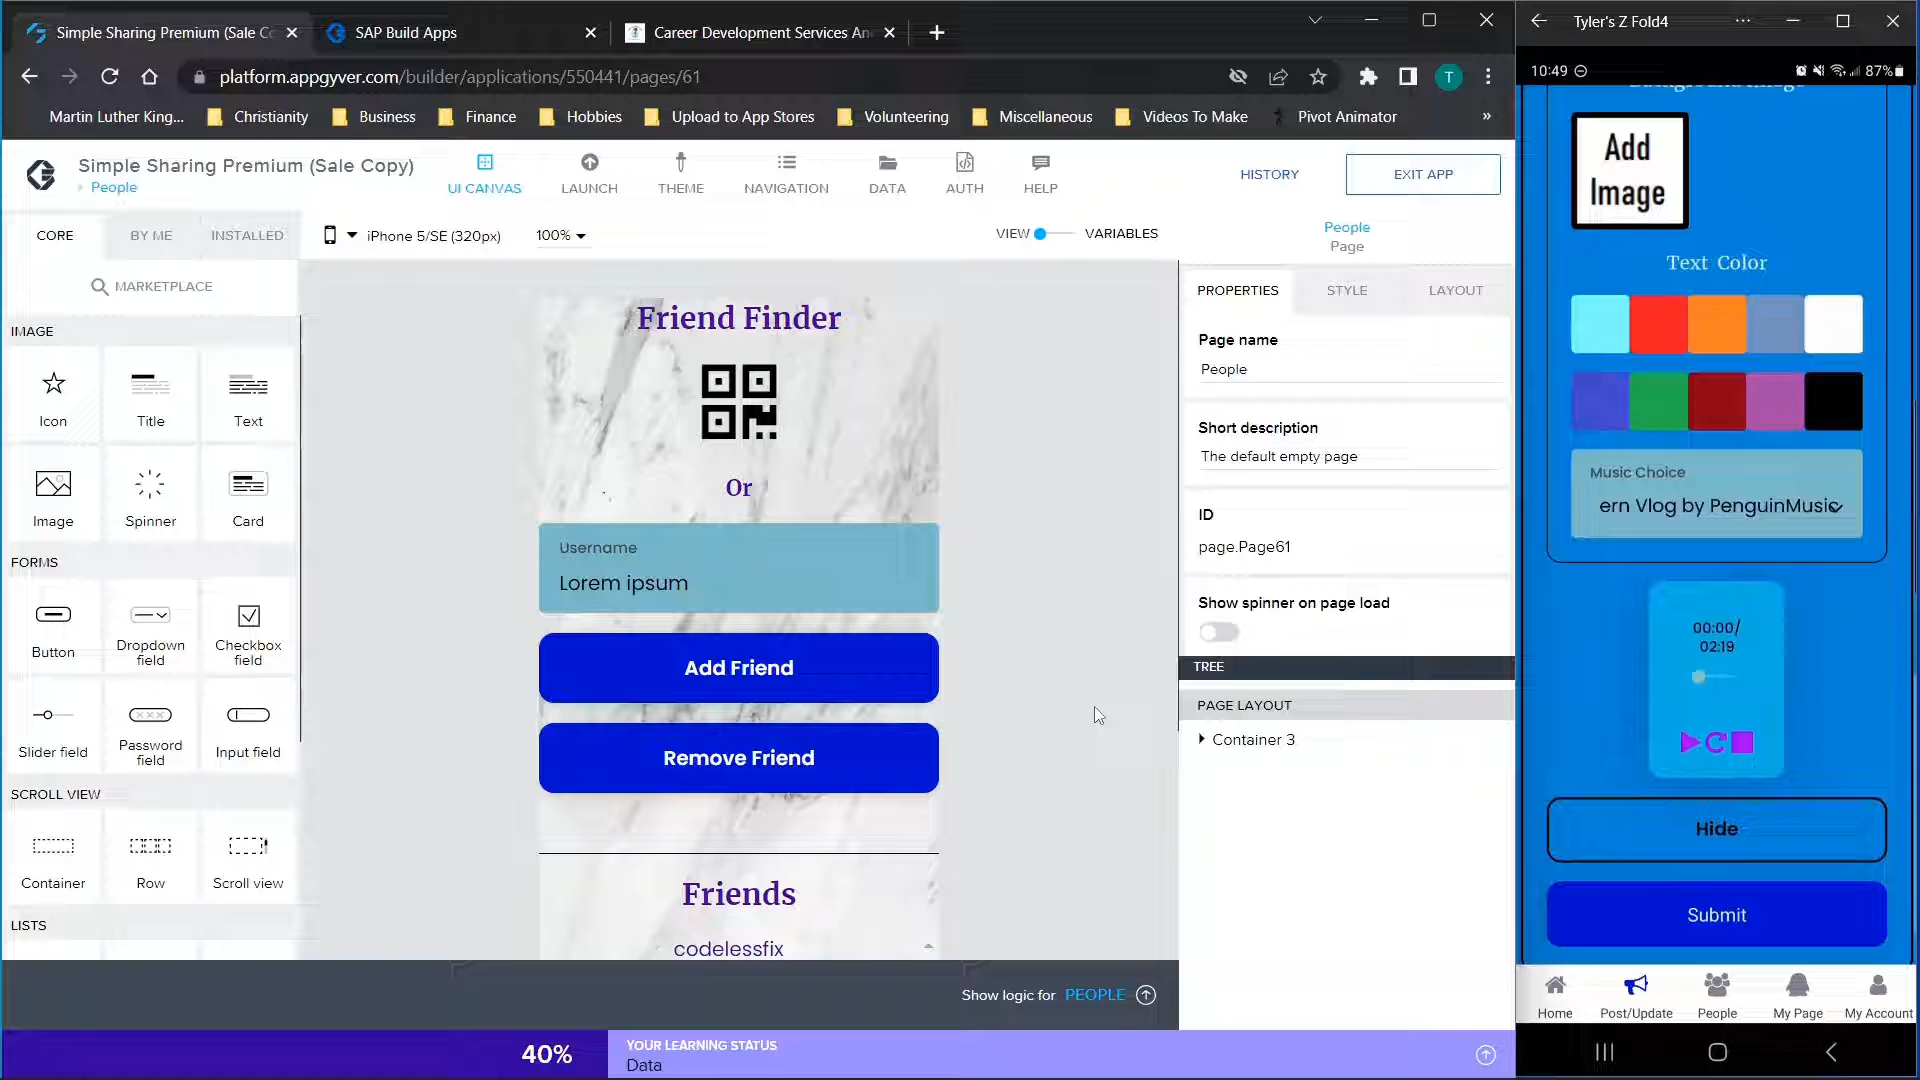 Simple Sharing Premium (Sale Co
SAP Build Apps
Career Development Services An
Tyler's Z Fold4
platform.appgyver.com/builder/applications/550441/pages/61
T
10:49
87%
Martin Luther King...
Christianity
Business
Finance
Hobbies
Upload to App Stores
Volunteering
Miscellaneous
Videos To Make
Pivot Animator
»
Simple Sharing Premium (Sale Copy)
People
UI CANVAS
LAUNCH
THEME
NAVIGATION
DATA
AUTH
HELP
HISTORY
EXIT APP
CORE
BY ME
INSTALLED
iPhone 5/SE (320px)
100%
VIEW
VARIABLES
People
Page
MARKETPLACE
PROPERTIES
STYLE
LAYOUT
IMAGE
Icon
Title
Text
Image
Spinner
Card
FORMS
Button
Dropdown
field
Checkbox
field
Slider field
Password
field
Input field
SCROLL VIEW
Container
Row
Scroll view
LISTS
Friend Finder
Or
Username
Lorem ipsum
Add Friend
Remove Friend
Friends
codelessfix
Page name
People
Short description
The default empty page
ID
page.Page61
Show spinner on page load
TREE
PAGE LAYOUT
Container 3
Show logic for PEOPLE
40%
YOUR LEARNING STATUS
Data
Background Image
Add
Image
Text Color
Music Choice
ern Vlog by PenguinMusic
00:00/
02:19
Hide
Submit
Home
Post/Update
People
My Page
My Account